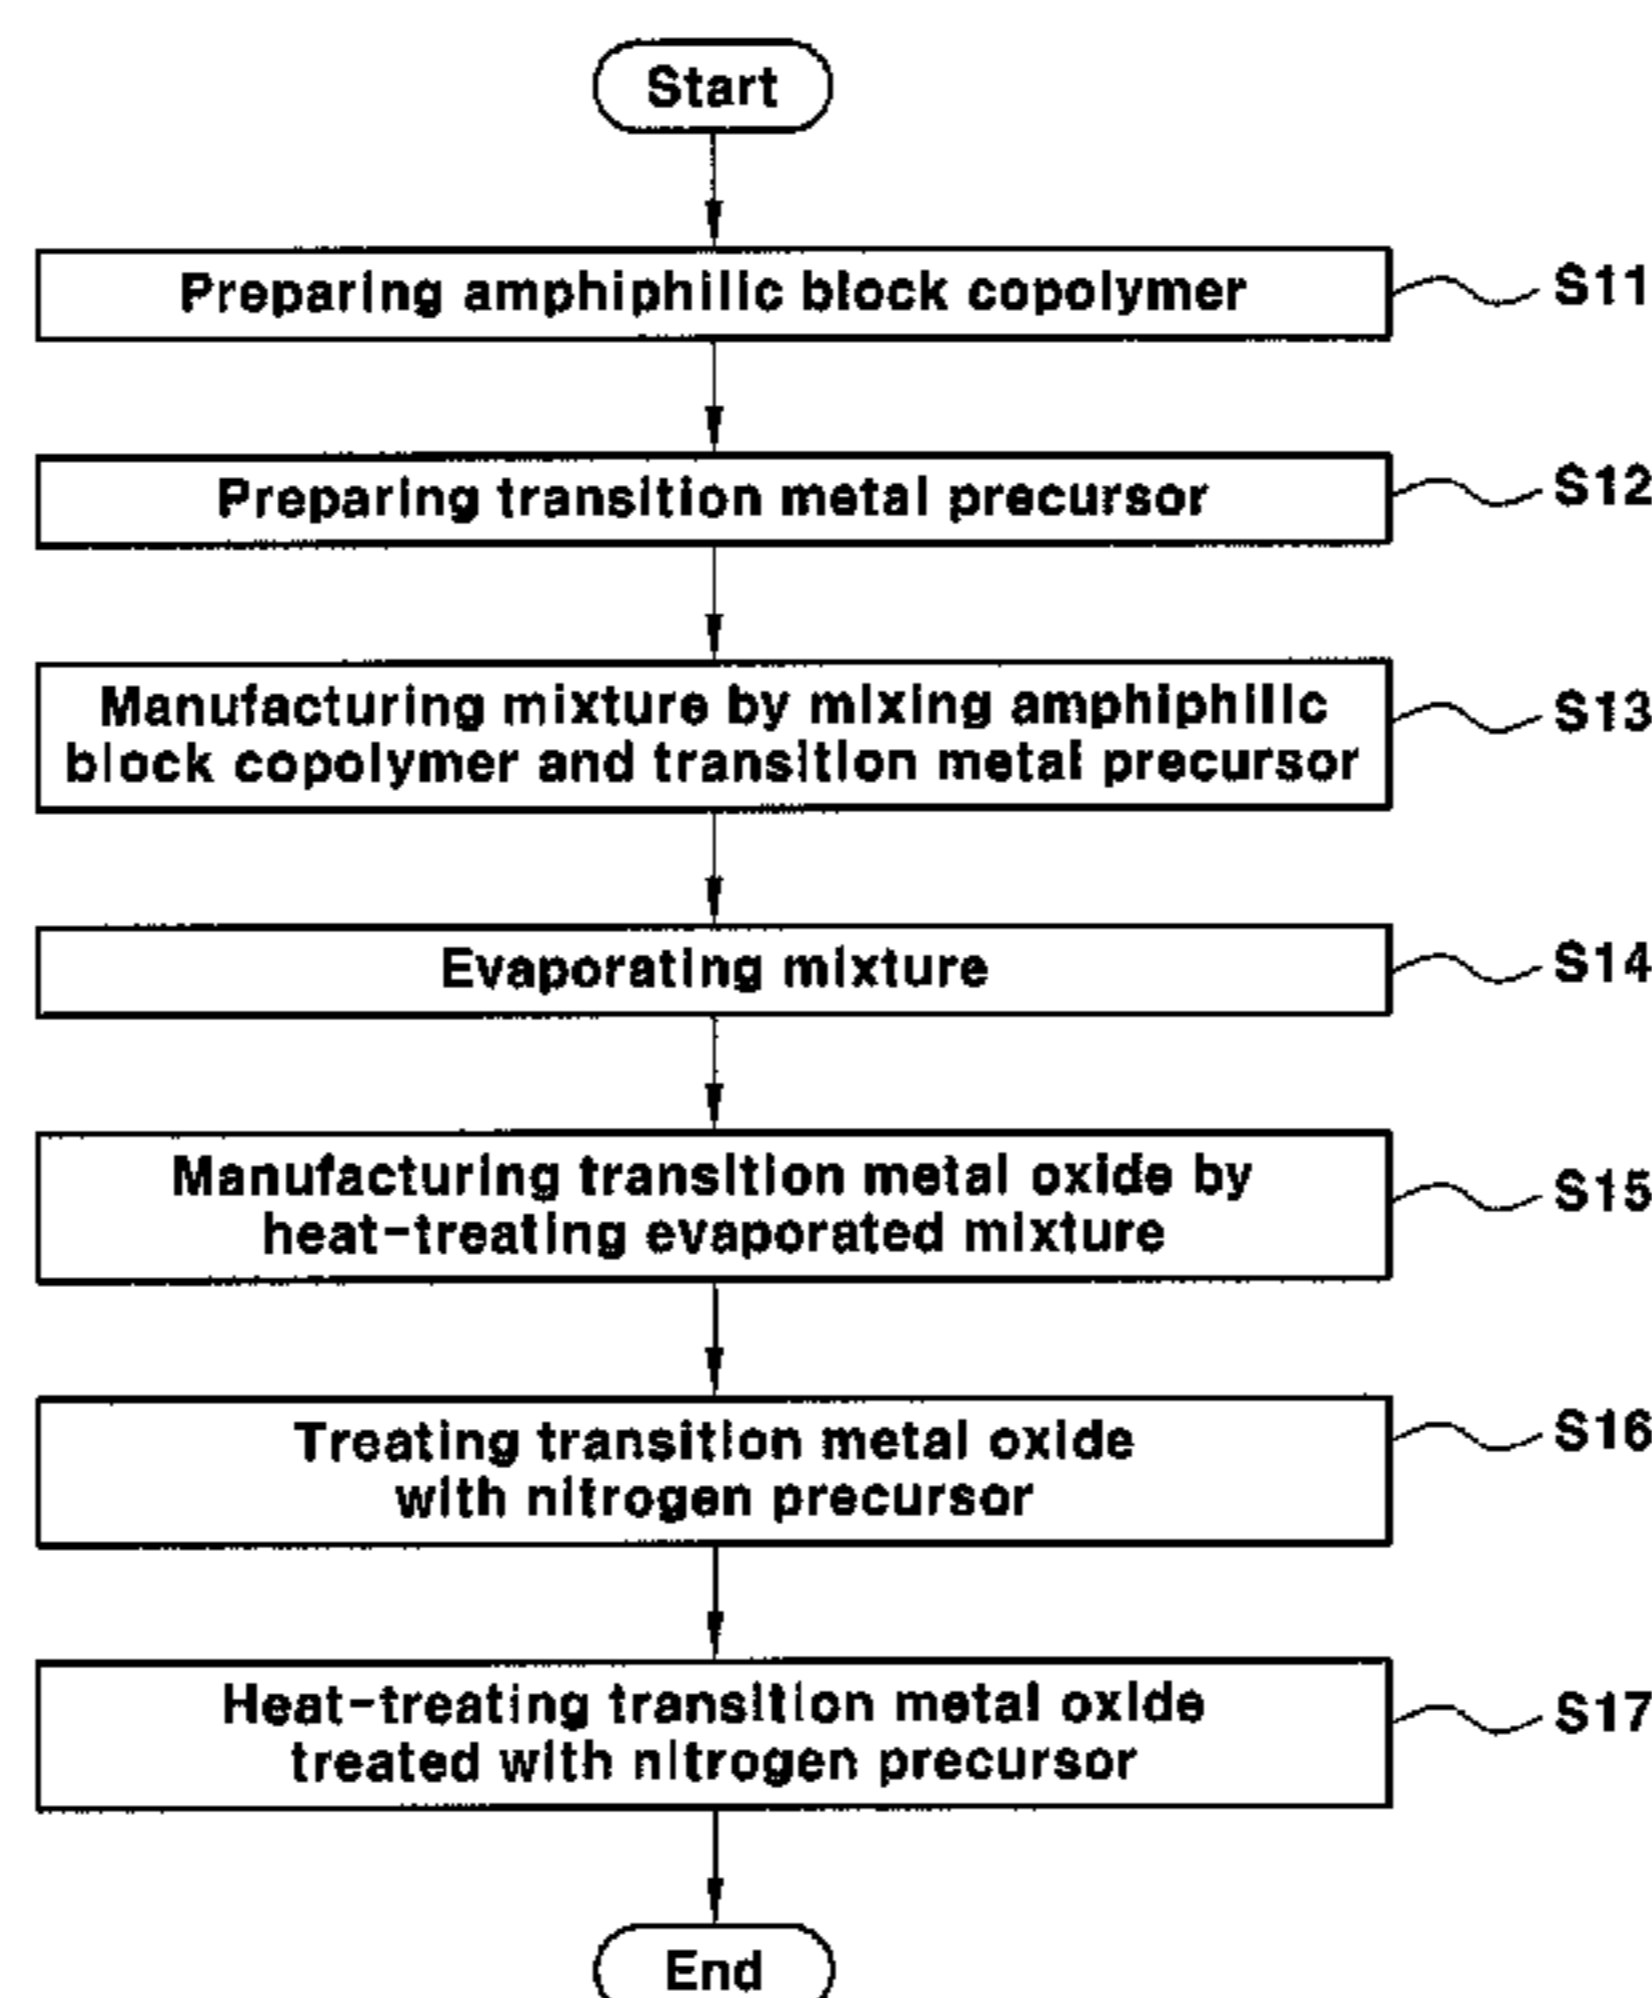 Start
Preparing amphiphilic block copolymer
S11
Preparing transition metal precursor
S12
Manufacturing mixture by mixing amphiphilic
block copolymer and transition metal precursor
S13
Evaporating mixture
S14
Manufacturing transition metal oxide by
heat-treating evaporated mixture
S15
Treating transition metal oxide
with nitrogen precursor
S16
Heat-treating transition metal oxide
treated with nitrogen precursor
S17
End